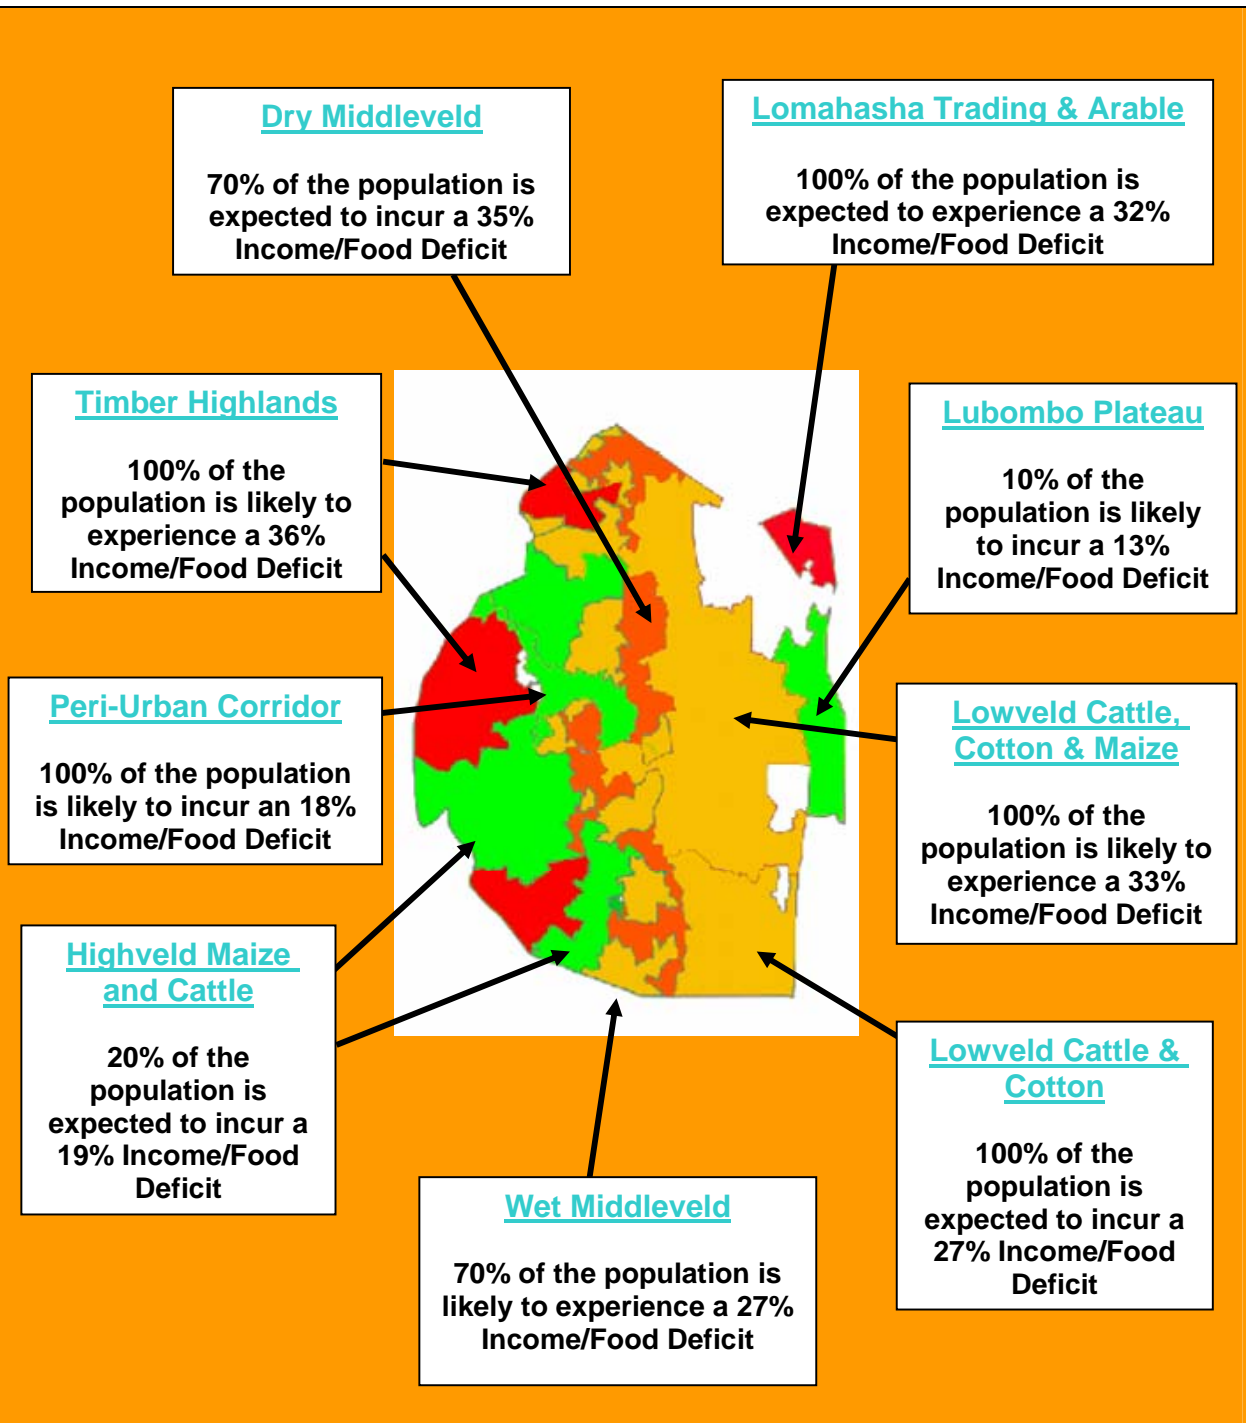 Dry Middleveld
70% of the population is
expected to incur a 35%
Income/Food Deficit
Lomahasha Trading & Arable
100% of the population is
expected to experience a 32%
Income/Food Deficit
Timber Highlands
100% of the
population is likely to
experience a 36%
Income/Food Deficit
Lubombo Plateau
10% of the
population is likely
to incur a 13%
Income/Food Deficit
Peri-Urban Corridor
100% of the population
is likely to incur an 18%
Income/Food Deficit
Lowveld Cattle,
Cotton & Maize
100% of the
population is likely to
experience a 33%
Income/Food Deficit
Highveld Maize
and Cattle
20% of the
population is
expected to incur a
19% Income/Food
Deficit
Lowveld Cattle &
Cotton
100% of the
population is
expected to incur a
27% Income/Food
Deficit
Wet Middleveld
70% of the population is
likely to experience a 27%
Income/Food Deficit